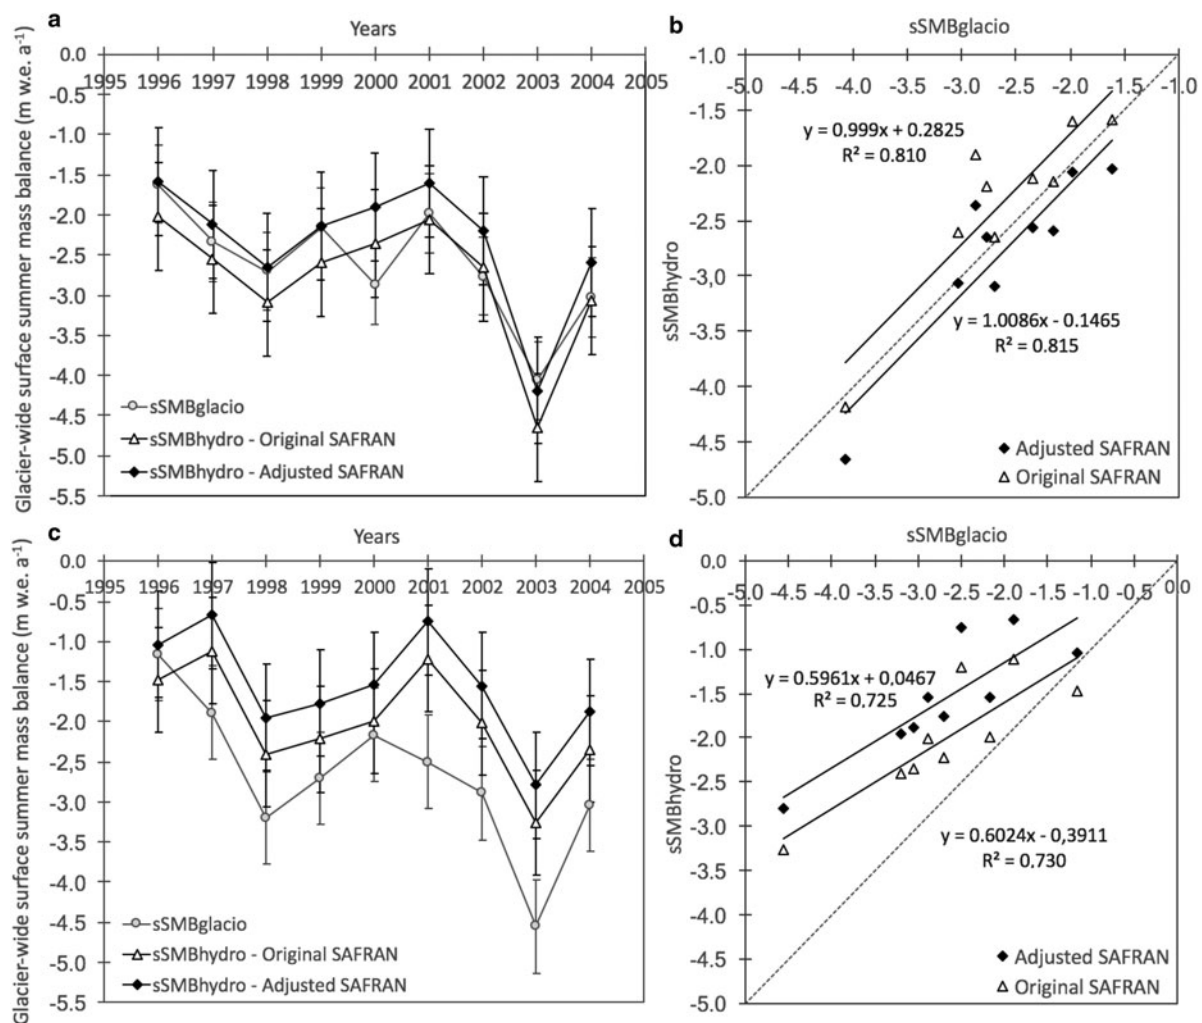 a
Years
Glacier-wide surface summer mass balance (m w.e. a⁻¹)
0.0
1995 1996 1997 1998 1999 2000 2001 2002 2003 2004 2005
-0.5
-1.0
-1.5
-2.0
-2.5
-3.0
-3.5
-4.0
-4.5
-5.0
-5.5
sSMBglacio
sSMBhydro - Original SAFRAN
sSMBhydro - Adjusted SAFRAN
b
sSMBglacio
sSMBhydro
-1.0
-5.0 -4.5 -4.0 -3.5 -3.0 -2.5 -2.0 -1.5 -1.0
-1.5
-2.0
-2.5
-3.0
-3.5
-4.0
-4.5
-5.0
y = 0,999x + 0.2825
R² = 0.810
y = 1.0086x - 0.1465
R² = 0.815
Adjusted SAFRAN
Original SAFRAN
c
Years
Glacier-wide surface summer mass balance (m w.e. a⁻¹)
0.0
1995 1996 1997 1998 1999 2000 2001 2002 2003 2004 2005
-0.5
-1.0
-1.5
-2.0
-2.5
-3.0
-3.5
-4.0
-4.5
-5.0
-5.5
sSMBglacio
sSMBhydro - Original SAFRAN
sSMBhydro - Adjusted SAFRAN
d
sSMBglacio
sSMBhydro
0.0
-5.0 -4.5 -4.0 -3.5 -3.0 -2.5 -2.0 -1.5 -1.0 -0.5 0.0
-0.5
-1.0
-1.5
-2.0
-2.5
-3.0
-3.5
-4.0
-4.5
-5.0
y = 0.5961x + 0,0467
R² = 0.725
y = 0.6024x - 0,3911
R² = 0,730
Adjusted SAFRAN
Original SAFRAN